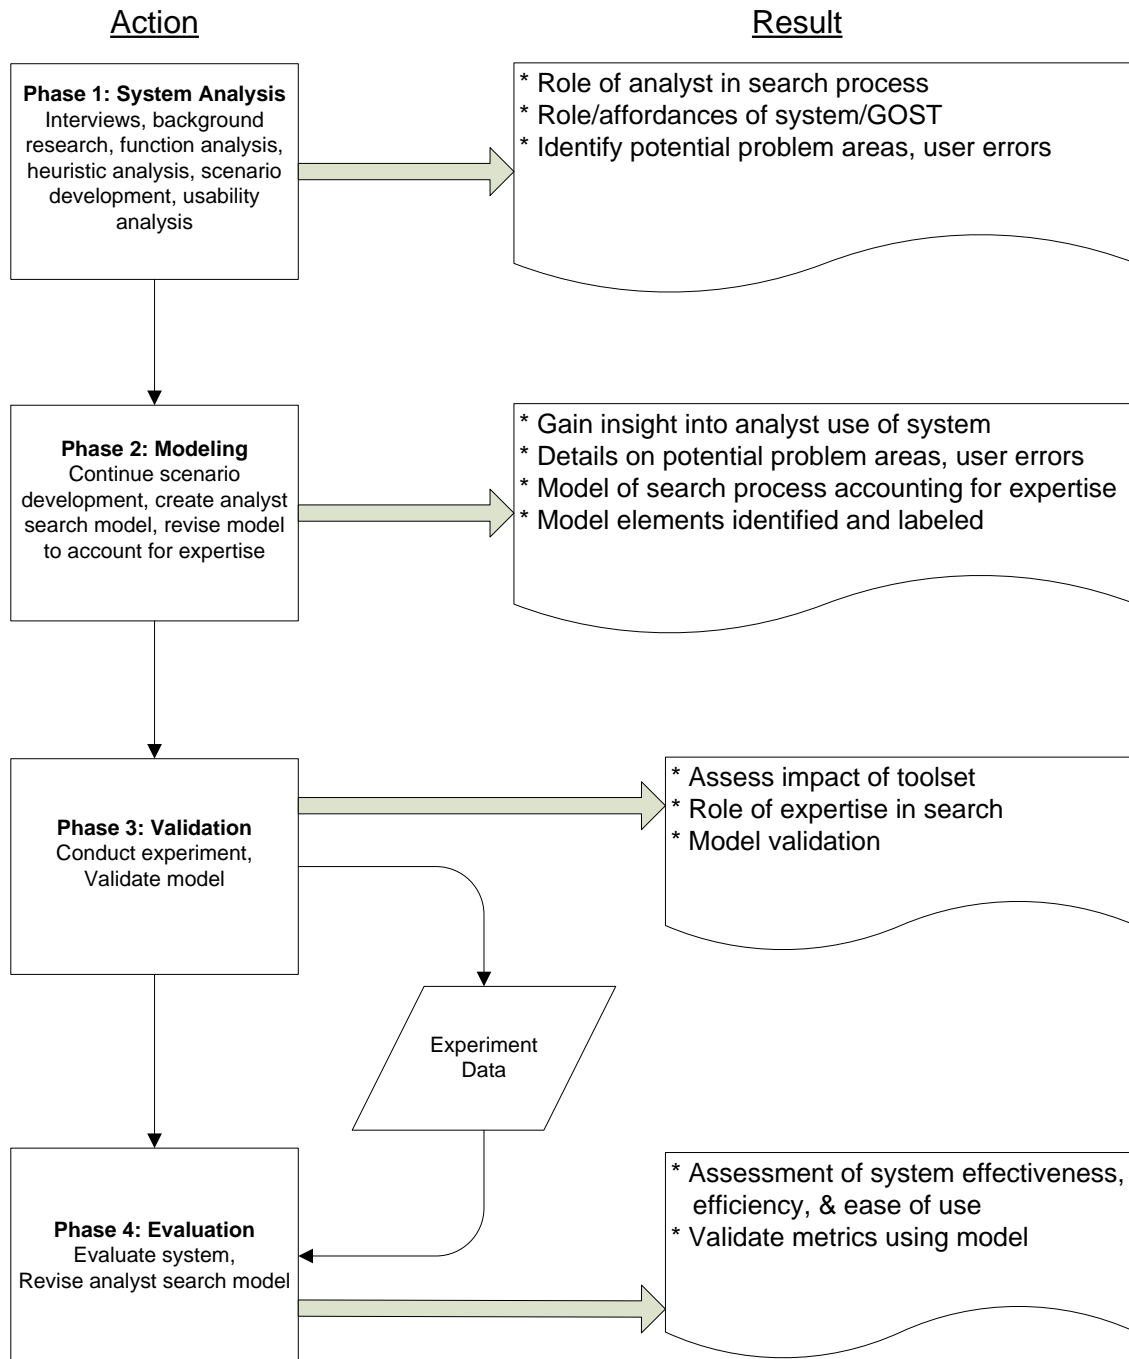 Action
Result
Phase 1: System Analysis
Interviews, background
research, function analysis,
heuristic analysis, scenario
development, usability
analysis
* Role of analyst in search process
* Role/affordances of system/GOST
* Identify potential problem areas, user errors
Phase 2: Modeling
Continue scenario
development, create analyst
search model, revise model
to account for expertise
* Gain insight into analyst use of system
* Details on potential problem areas, user errors
* Model of search process accounting for expertise
* Model elements identified and labeled
Phase 3: Validation
Conduct experiment,
Validate model
* Assess impact of toolset
* Role of expertise in search
* Model validation
Experiment
Data
Phase 4: Evaluation
Evaluate system,
Revise analyst search model
* Assessment of system effectiveness,
efficiency, & ease of use
* Validate metrics using model